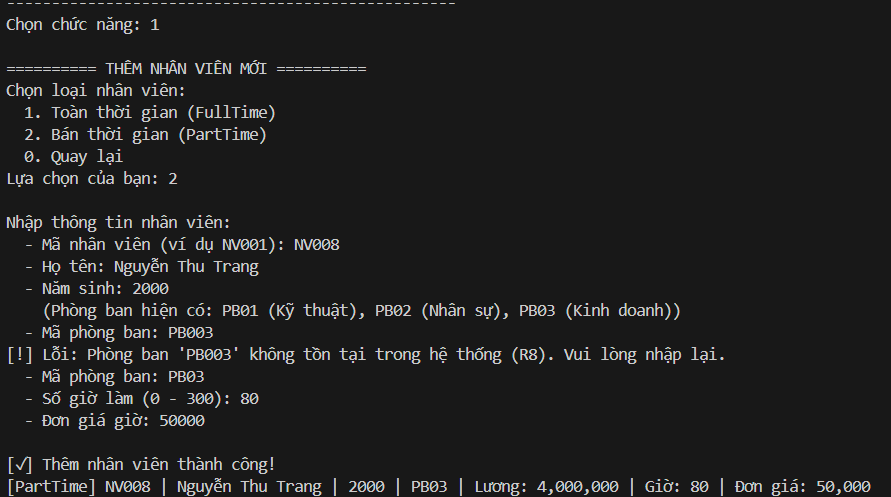 --------------------------------------------------
Chọn chức năng: 1
========== THÊM NHÂN VIÊN MỚI ==========
Chọn loại nhân viên:
1. Toàn thời gian (FullTime)
2. Bán thời gian (PartTime)
0. Quay lại
Lựa chọn của bạn: 2
Nhập thông tin nhân viên:
- Mã nhân viên (ví dụ NV001): NV008
- Họ tên: Nguyễn Thu Trang
- Năm sinh: 2000
(Phòng ban hiện có: PB01 (Kỹ thuật), PB02 (Nhân sự), PB03 (Kinh doanh))
- Mã phòng ban: PB003
[!] Lỗi: Phòng ban 'PB003' không tồn tại trong hệ thống (R8). Vui lòng nhập lại.
- Mã phòng ban: PB03
- Số giờ làm (0 - 300): 80
- Đơn giá giờ: 50000
[✓] Thêm nhân viên thành công!
[PartTime] NV008 | Nguyễn Thu Trang | 2000 | PB03 | Lương: 4,000,000 | Giờ: 80 | Đơn giá: 50,000